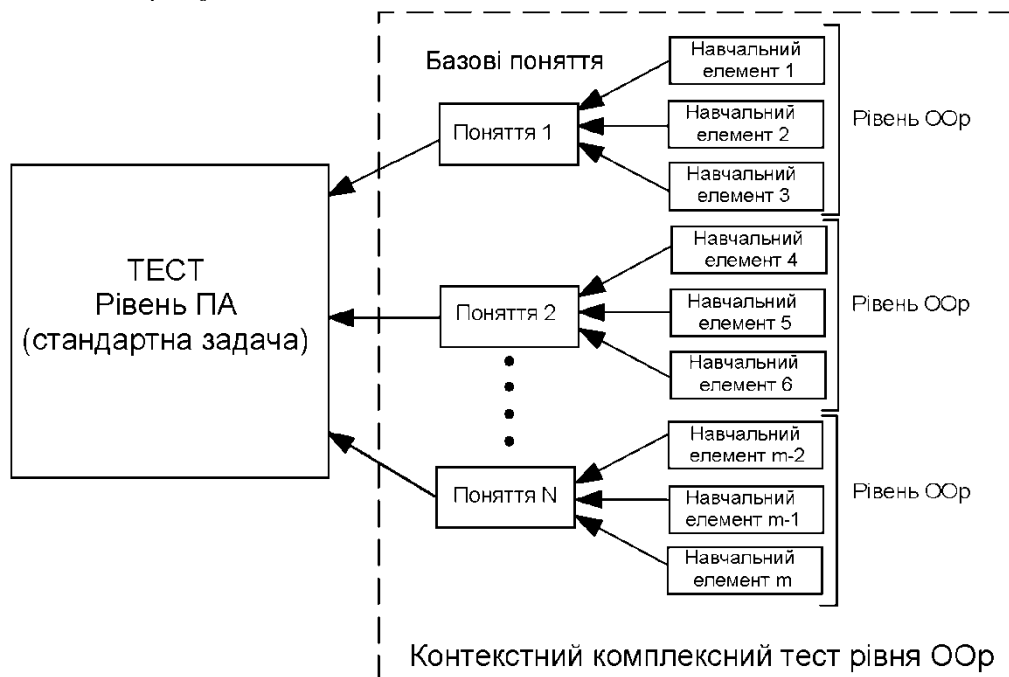 Базові поняття
Навчальний
елемент 1
Навчальний
елемент 2
Навчальний
елемент 3
Рівень ООр
Поняття 1
ТЕСТ
Рівень ПА
(стандартна задача)
Поняття 2
Навчальний
елемент 4
Навчальний
елемент 5
Навчальний
елемент 6
Рівень ООр
Поняття N
Навчальний
елемент m-2
Навчальний
елемент m-1
Навчальний
елемент m
Рівень ООр
Контекстний комплексний тест рівня ООр